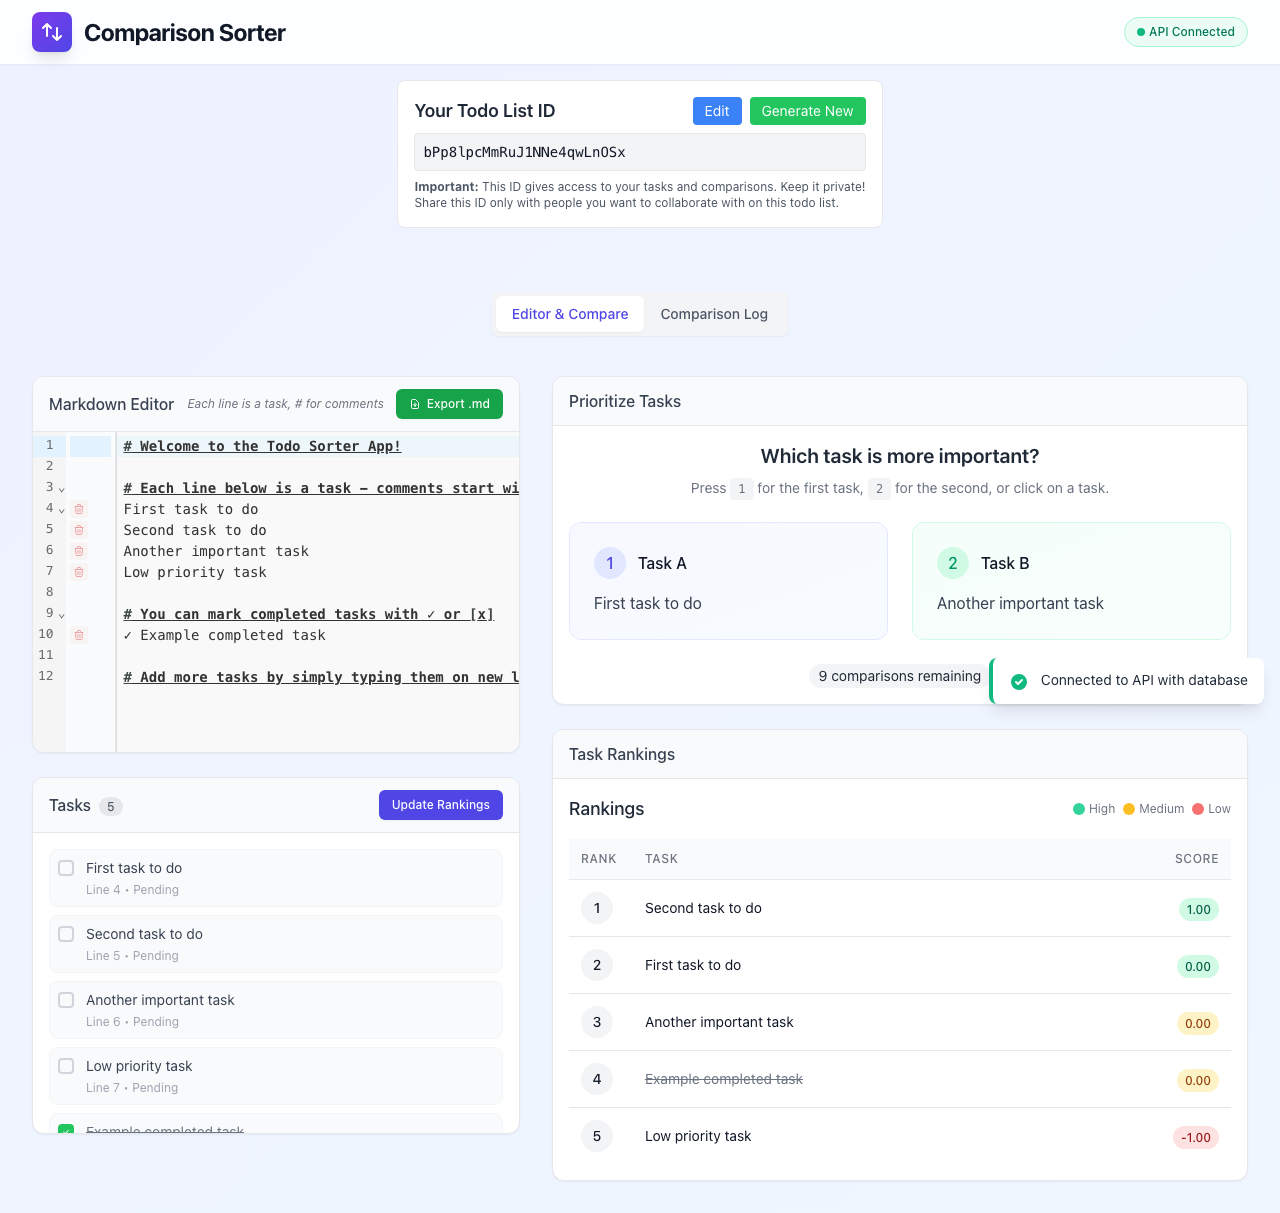 Comparison Sorter
API Connected
Your Todo List ID
Edit
Generate New
bPp8lpcMmRuJ1NNe4qwLnOSx
Important: This ID gives access to your tasks and comparisons. Keep it private!
Share this ID only with people you want to collaborate with on this todo list.
Editor & Compare
Comparison Log
Markdown Editor
Each line is a task, # for comments
Export .md
1 # Welcome to the Todo Sorter App!
2
3 # Each line below is a task – comments start wi
4 First task to do
5 Second task to do
6 Another important task
7 Low priority task
8
9 # You can mark completed tasks with ✓ or [x]
10 ✓ Example completed task
11
12 # Add more tasks by simply typing them on new l
Tasks 5
Update Rankings
First task to do
Line 4 • Pending
Second task to do
Line 5 • Pending
Another important task
Line 6 • Pending
Low priority task
Line 7 • Pending
Example completed task
Prioritize Tasks
Which task is more important?
Press 1 for the first task, 2 for the second, or click on a task.
1 Task A
First task to do
2 Task B
Another important task
9 comparisons remaining
Connected to API with database
Task Rankings
Rankings
High Medium Low
RANK TASK SCORE
1 Second task to do 1.00
2 First task to do 0.00
3 Another important task 0.00
4 Example completed task 0.00
5 Low priority task -1.00